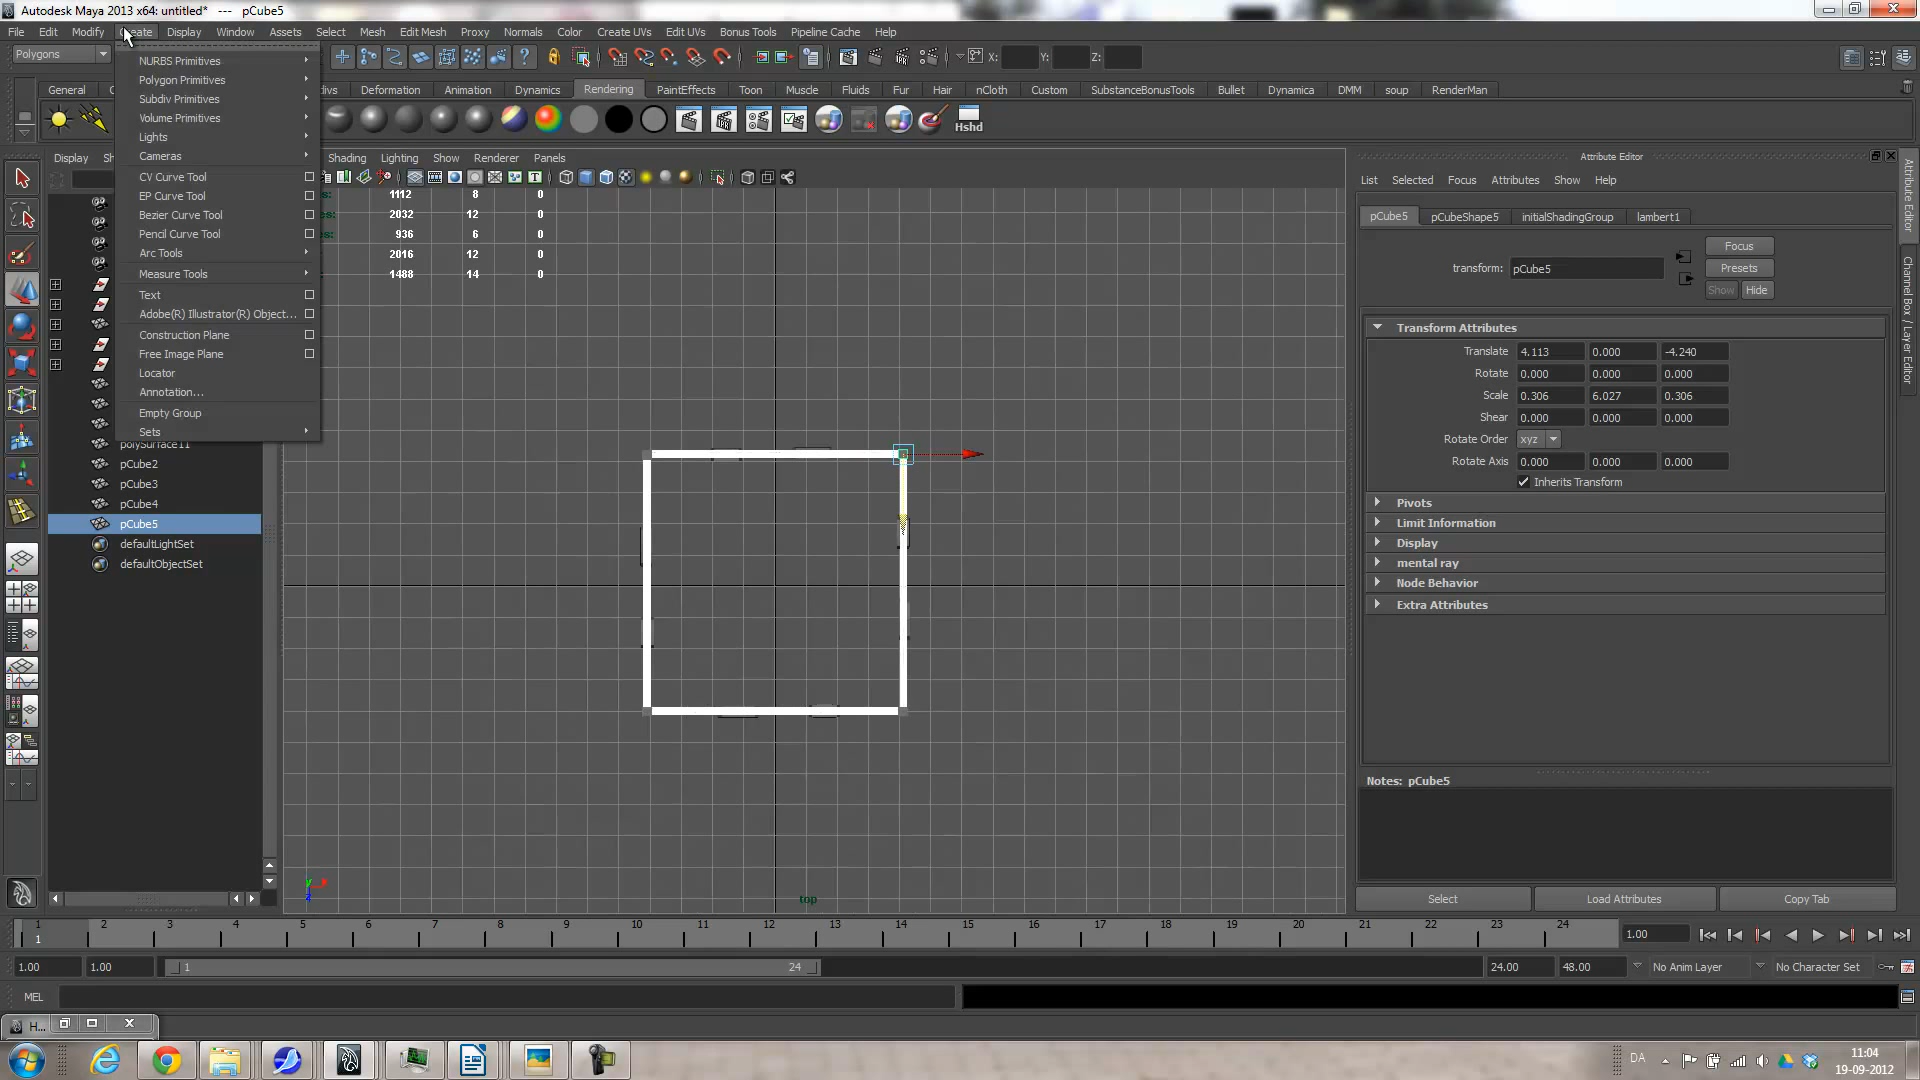 Autodesk Maya 2013 x64: untitled* --- pCube5
File Edit Modify Create Display Window Assets Select Mesh Edit Mesh Proxy Normals Color Create UVs Edit UVs Bonus Tools Pipeline Cache Help
Polygons X: Y: Z:
General Deformation Animation Dynamics Rendering PaintEffects Toon Muscle Fluids Fur Hair nCloth Custom SubstanceBonusTools Bullet Dynamica DMM soup RenderMan
Hshd
Display Shading Lighting Show Renderer Panels
NURBS Primitives
Polygon Primitives
Subdiv Primitives
Volume Primitives
Lights
Cameras
CV Curve Tool
EP Curve Tool
Bezier Curve Tool
Pencil Curve Tool
Arc Tools
Measure Tools
Text
Adobe(R) Illustrator(R) Object...
Construction Plane
Free Image Plane
Locator
Annotation...
Empty Group
Sets
polySurface11
pCube2
pCube3
pCube4
pCube5
defaultLightSet
defaultObjectSet
1112 8 0
2032 12 0
936 6 0
2016 12 0
1488 14 0
top
Attribute Editor
List Selected Focus Attributes Show Help
pCube5 pCubeShape5 initialShadingGroup lambert1
Focus
transform: pCube5 Presets
Show Hide
Transform Attributes
Translate 4.113 0.000 -4.240
Rotate 0.000 0.000 0.000
Scale 0.306 6.027 0.306
Shear 0.000 0.000 0.000
Rotate Order xyz
Rotate Axis 0.000 0.000 0.000
Inherits Transform
Pivots
Limit Information
Display
mental ray
Node Behavior
Extra Attributes
Notes: pCube5
Select Load Attributes Copy Tab
Attribute Editor
Channel Box / Layer Editor
1 2 3 4 5 6 7 8 9 10 11 12 13 14 15 16 17 18 19 20 21 22 23 24
1 1.00
1.00 1.00 1 24 24.00 48.00 No Anim Layer No Character Set
MEL
H...
DA 11:04
19-09-2012